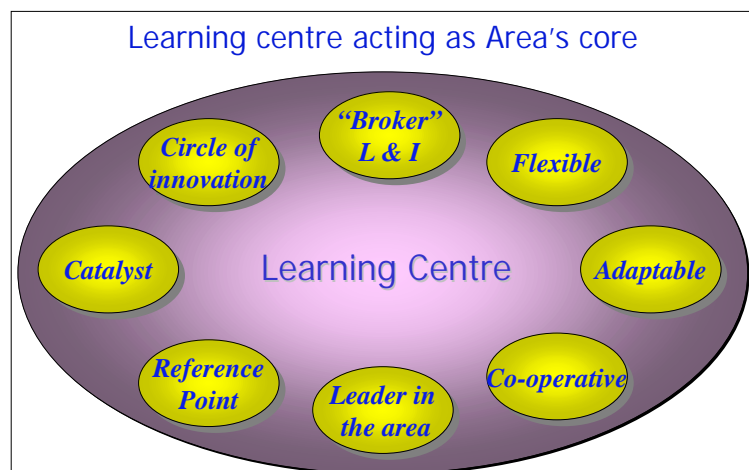 Learning centre acting as Area's core
“Broker”
L & I
Circle of
innovation
Flexible
Catalyst
Learning Centre
Adaptable
Reference
Point
Leader in
the area
Co-operative